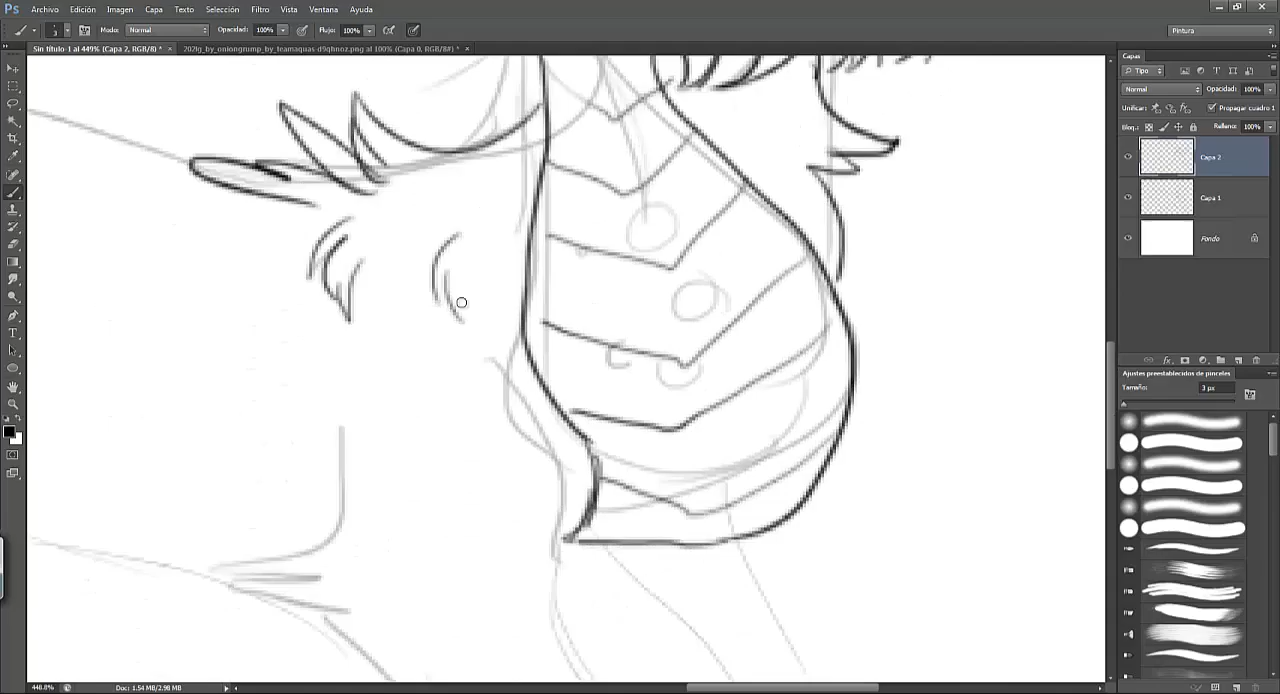 Ps Archivo Edición Imagen Capa Texto Selección Filtro Vista Ventana Ayuda
3 Modo: Normal Opacidad: 100% Flujo: 100% Pintura
Sin título-1 al 449% (Capa 2, RGB/8) * × 202lg_by_oniongrump_by_teamaquas-d9qhnnz.png al 100% (Capa 0, RGB/8#) * ×
Capas
Tipo
Normal Opacidad: 100%
Unificar: Propagar cuadro 1
Bloq.: Relleno: 100%
Capa 2
Capa 1
Fondo
Ajustes preestablecidos de pinceles
Tamaño: 3 px
448.8% Doc: 1.54 MB/2.98 MB